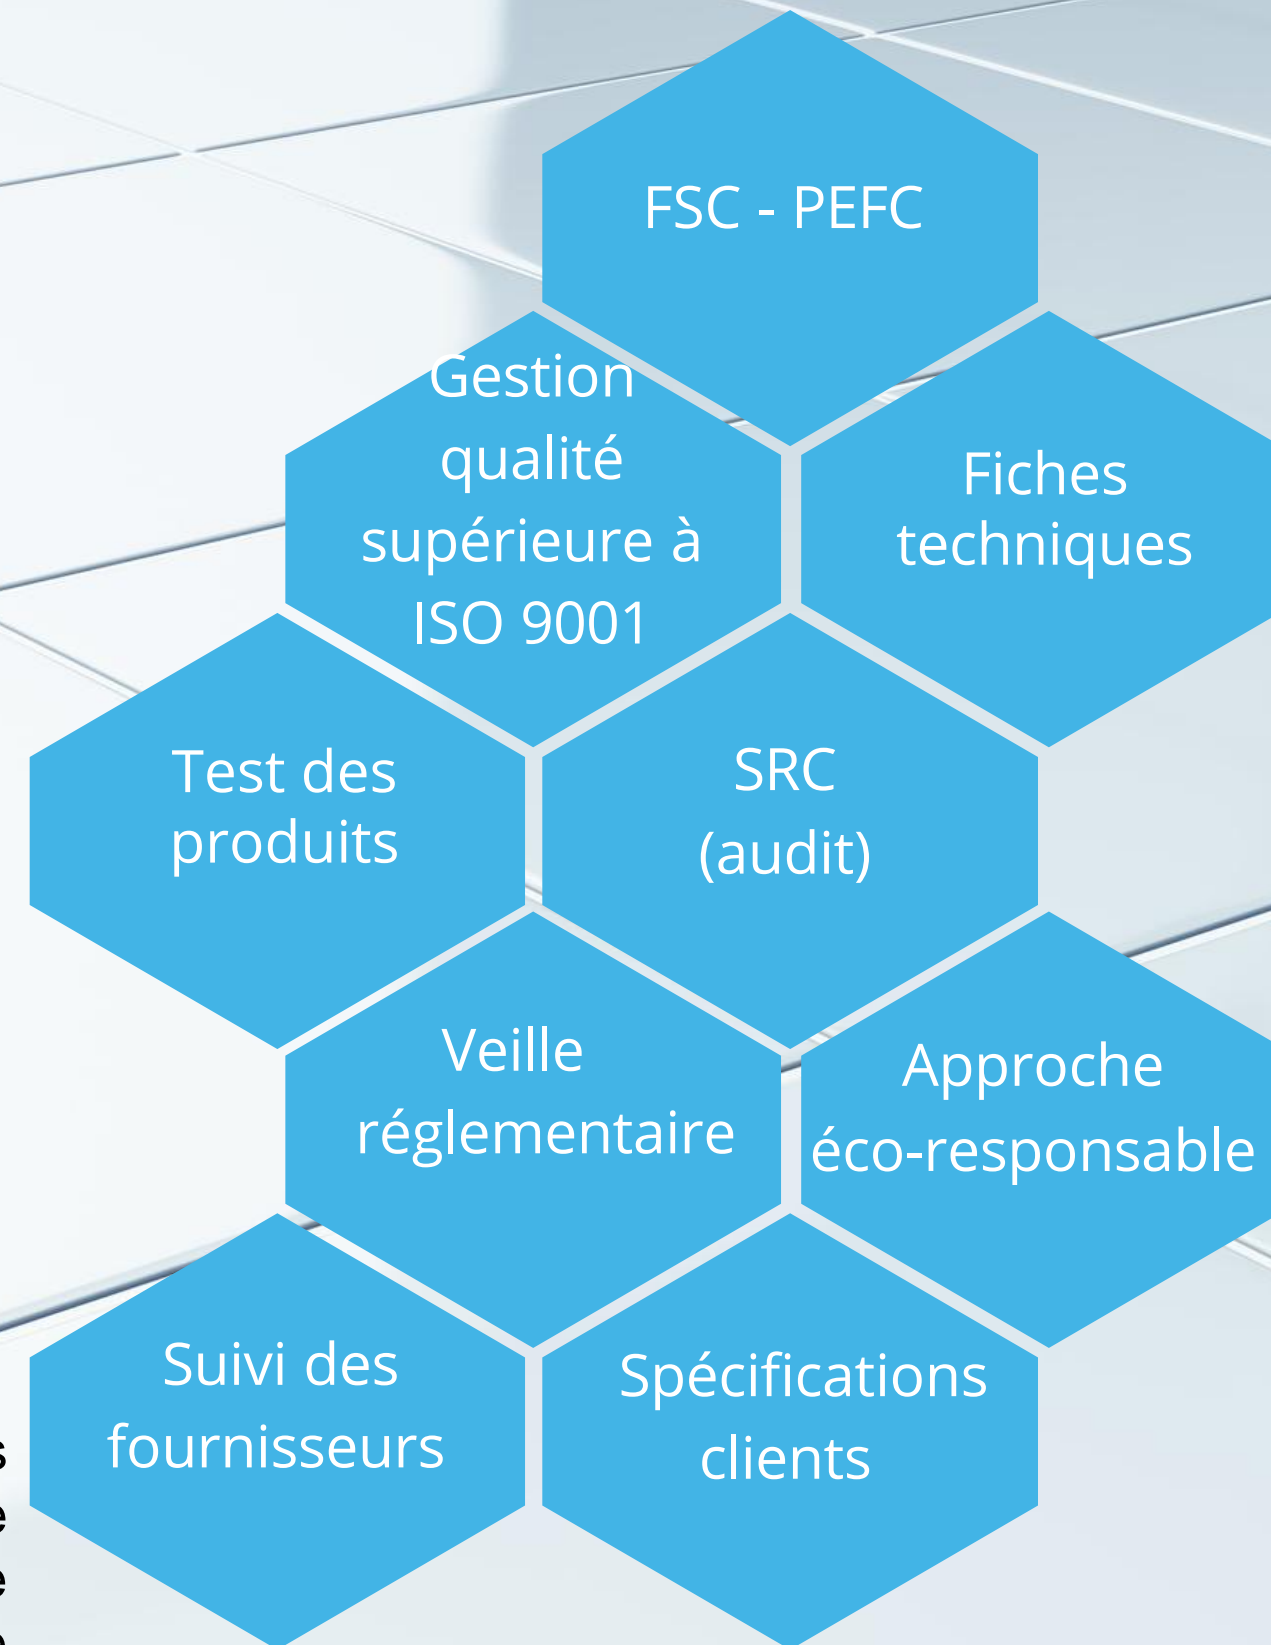 FSC - PEFC
Gestion
qualité
supérieure à
ISO 9001
Fiches
techniques
Test des
produits
SRC
(audit)
Veille
réglementaire
Approche
éco-responsable
Suivi des
fournisseurs
Spécifications
clients